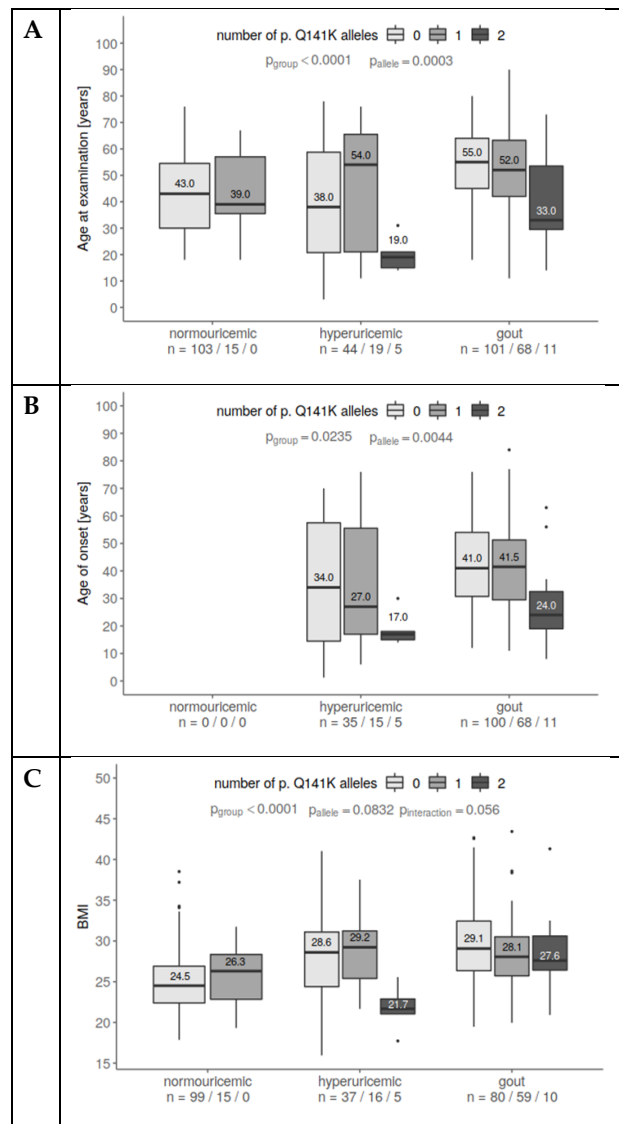 A
number of p. Q141K alleles 0 1 2
pgroup < 0.0001 pallele = 0.0003
Age at examination [years]
100
90
80
70
60
50
40
30
20
10
0
43.0
39.0
38.0
54.0
19.0
55.0
52.0
33.0
normouricemic hyperuricemic gout
n = 103 / 15 / 0 n = 44 / 19 / 5 n = 101 / 68 / 11
B
number of p. Q141K alleles 0 1 2
pgroup = 0.0235 pallele = 0.0044
Age of onset [years]
100
90
80
70
60
50
40
30
20
10
0
34.0
27.0
17.0
41.0
41.5
24.0
normouricemic hyperuricemic gout
n = 0 / 0 / 0 n = 35 / 15 / 5 n = 100 / 68 / 11
C
number of p. Q141K alleles 0 1 2
pgroup < 0.0001 pallele = 0.0832 pinteraction = 0.056
BMI
50
45
40
35
30
25
20
15
24.5
26.3
28.6
29.2
21.7
29.1
28.1
27.6
normouricemic hyperuricemic gout
n = 99 / 15 / 0 n = 37 / 16 / 5 n = 80 / 59 / 10